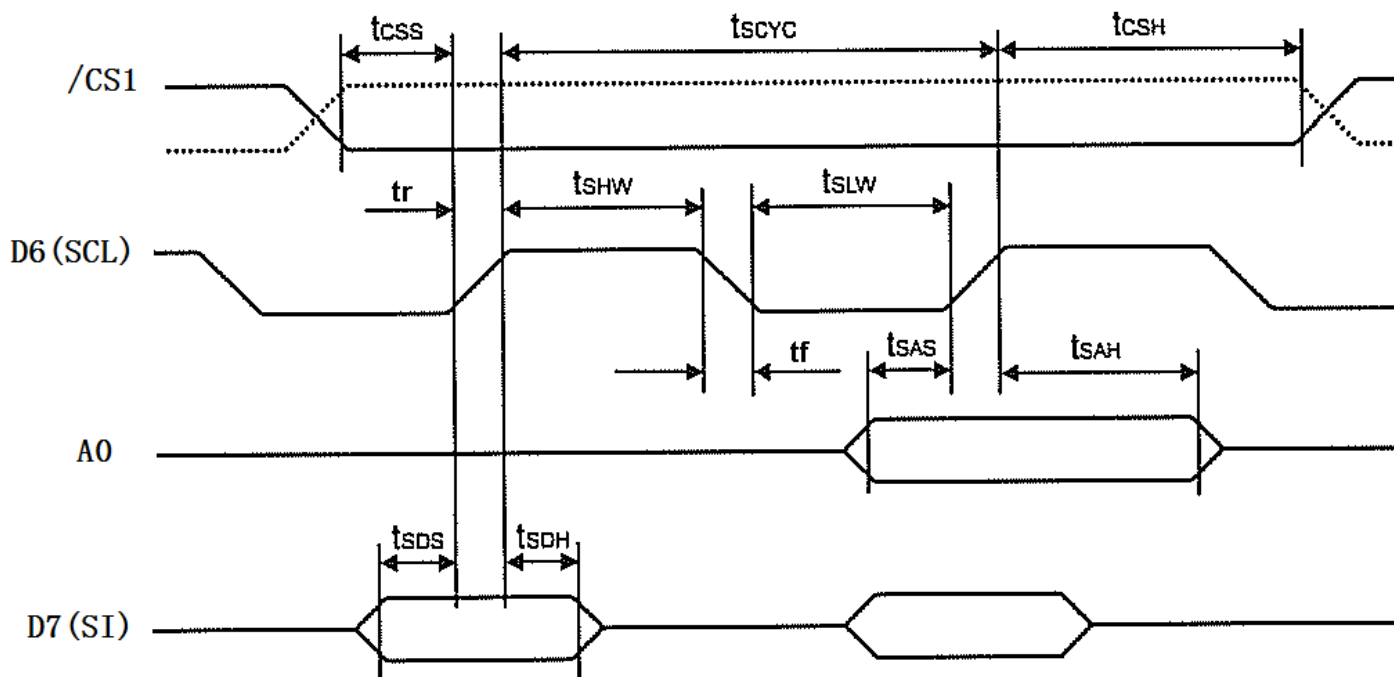 tCSS tSCYC tCSH
/CS1
tr tSHW tSLW
D6(SCL)
tf tSAS tSAH
A0
tSDS tSDH
D7(SI)